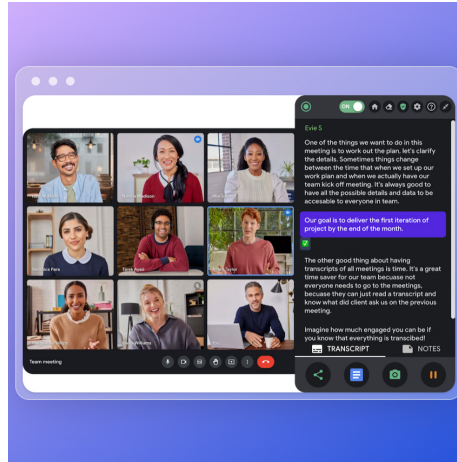 ON
Evie S
One of the things we want to do in this
meeting is to work out the plan, let's clarify
the details. Sometimes things change
between the time that when we set up our
work plan and when we actually have our
team kick off meeting. It's always good to
have all the possible details and data to be
accesable to everyone in team.
Our goal is to deliver the first iteration of
project by the end of the month.
The other good thing about having
transcripts of all meetings is time. It's a great
time saver for our team becuase not
everyone needs to go to the meetings,
becuase they can just read a transcript and
know what did client ask us on the previous
meeting.
Imagine how much engaged you can be if
you know that everything is transcibed!
TRANSCRIPT
NOTES
Madison
Pera
Tarek
Taylor
Williams
Team meeting